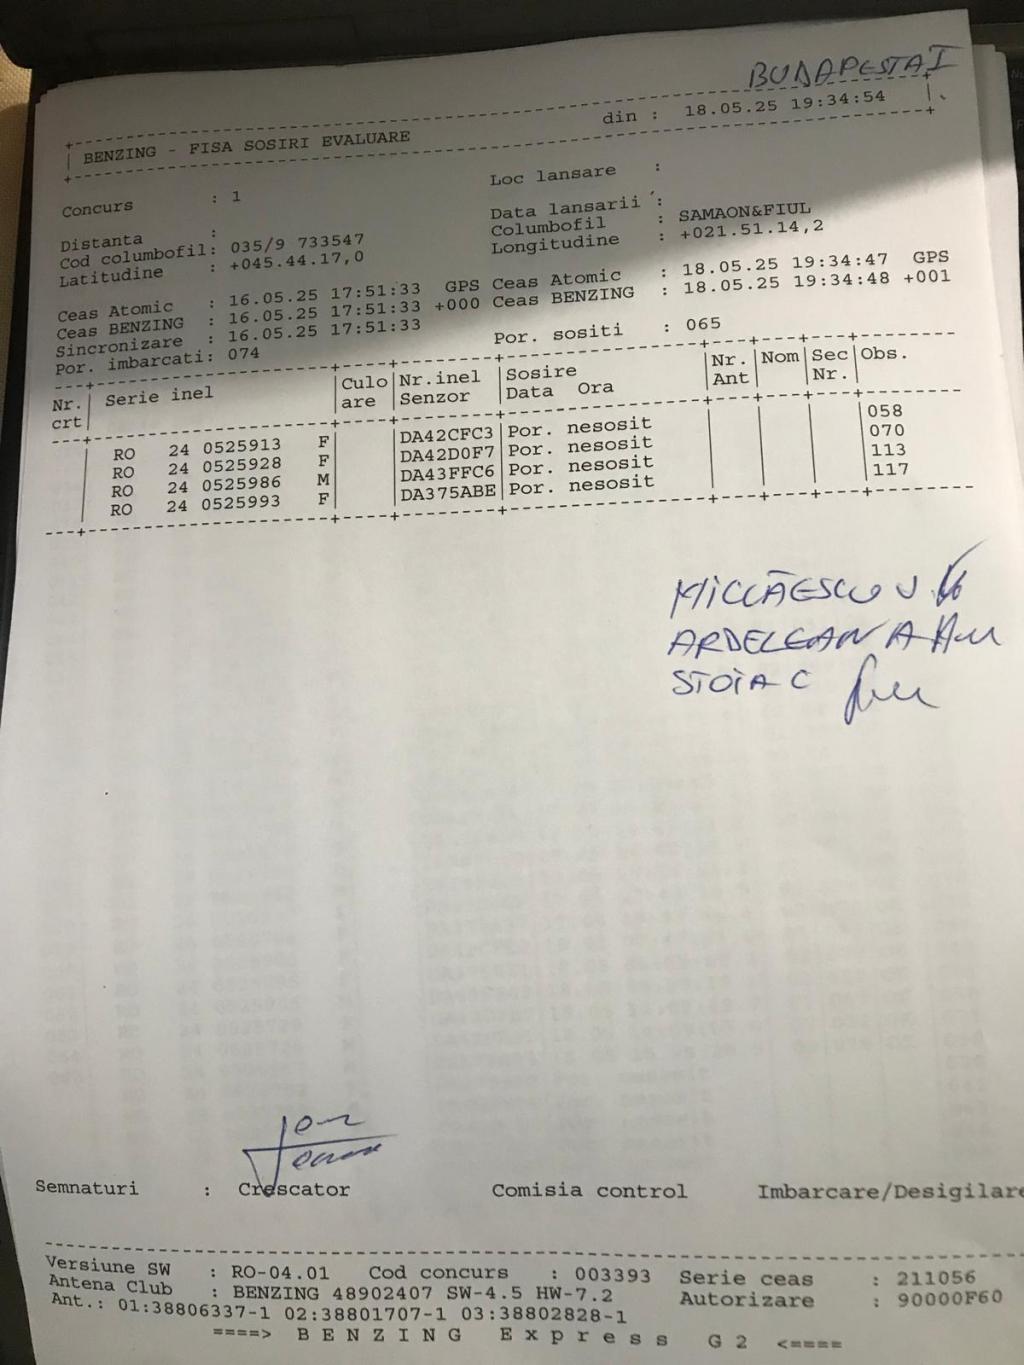 BUDAPESTA I
BENZING - FISA SOSIRI EVALUARE din : 18.05.25 19:34:54
Concurs : 1 Loc lansare :
Data lansarii :
Distanta : Columbofil : SAMAON&FIUL
Cod columbofil: 035/9 733547 Longitudine : +021.51.14,2
Latitudine : +045.44.17,0
Ceas Atomic : 16.05.25 17:51:33 GPS Ceas Atomic : 18.05.25 19:34:47 GPS
Ceas BENZING : 16.05.25 17:51:33 +000 Ceas BENZING : 18.05.25 19:34:48 +001
Sincronizare : 16.05.25 17:51:33
Por. imbarcati: 074 Por. sositi : 065
Nr. Serie inel Culo Nr.inel Sosire Nr. Nom Sec Obs.
crt are Senzor Data Ora Ant Nr.
RO 24 0525913 F DA42CFC3 Por. nesosit 058
RO 24 0525928 F DA42D0F7 Por. nesosit 070
RO 24 0525986 M DA43FFC6 Por. nesosit 113
RO 24 0525993 F DA375ABE Por. nesosit 117
ARDELEAN A
STOIA C
Semnaturi : Crescator Comisia control Imbarcare/Desigilare
Versiune SW : RO-04.01 Cod concurs : 003393 Serie ceas : 211056
Antena Club : BENZING 48902407 SW-4.5 HW-7.2 Autorizare : 90000F60
Ant.: 01:38806337-1 02:38801707-1 03:38802828-1
====> B E N Z I N G E x p r e s s G 2 <====